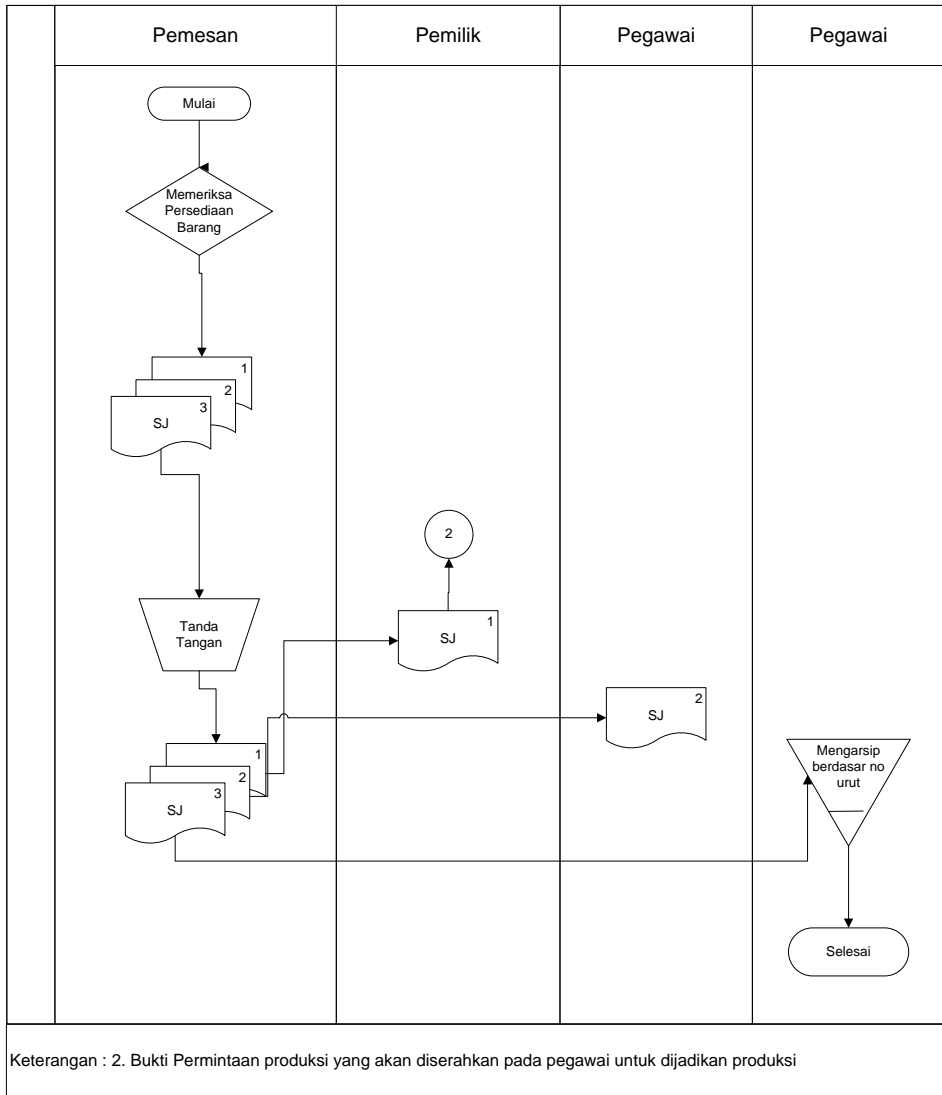 Pemesan
Pemilik
Pegawai
Pegawai
Mulai
Memeriksa
Persediaan
Barang
1
2
3
SJ
2
Tanda
Tangan
1
SJ
2
SJ
1
2
3
SJ
Mengarsip
berdasar no
urut
Selesai
Keterangan : 2. Bukti Permintaan produksi yang akan diserahkan pada pegawai untuk dijadikan produksi